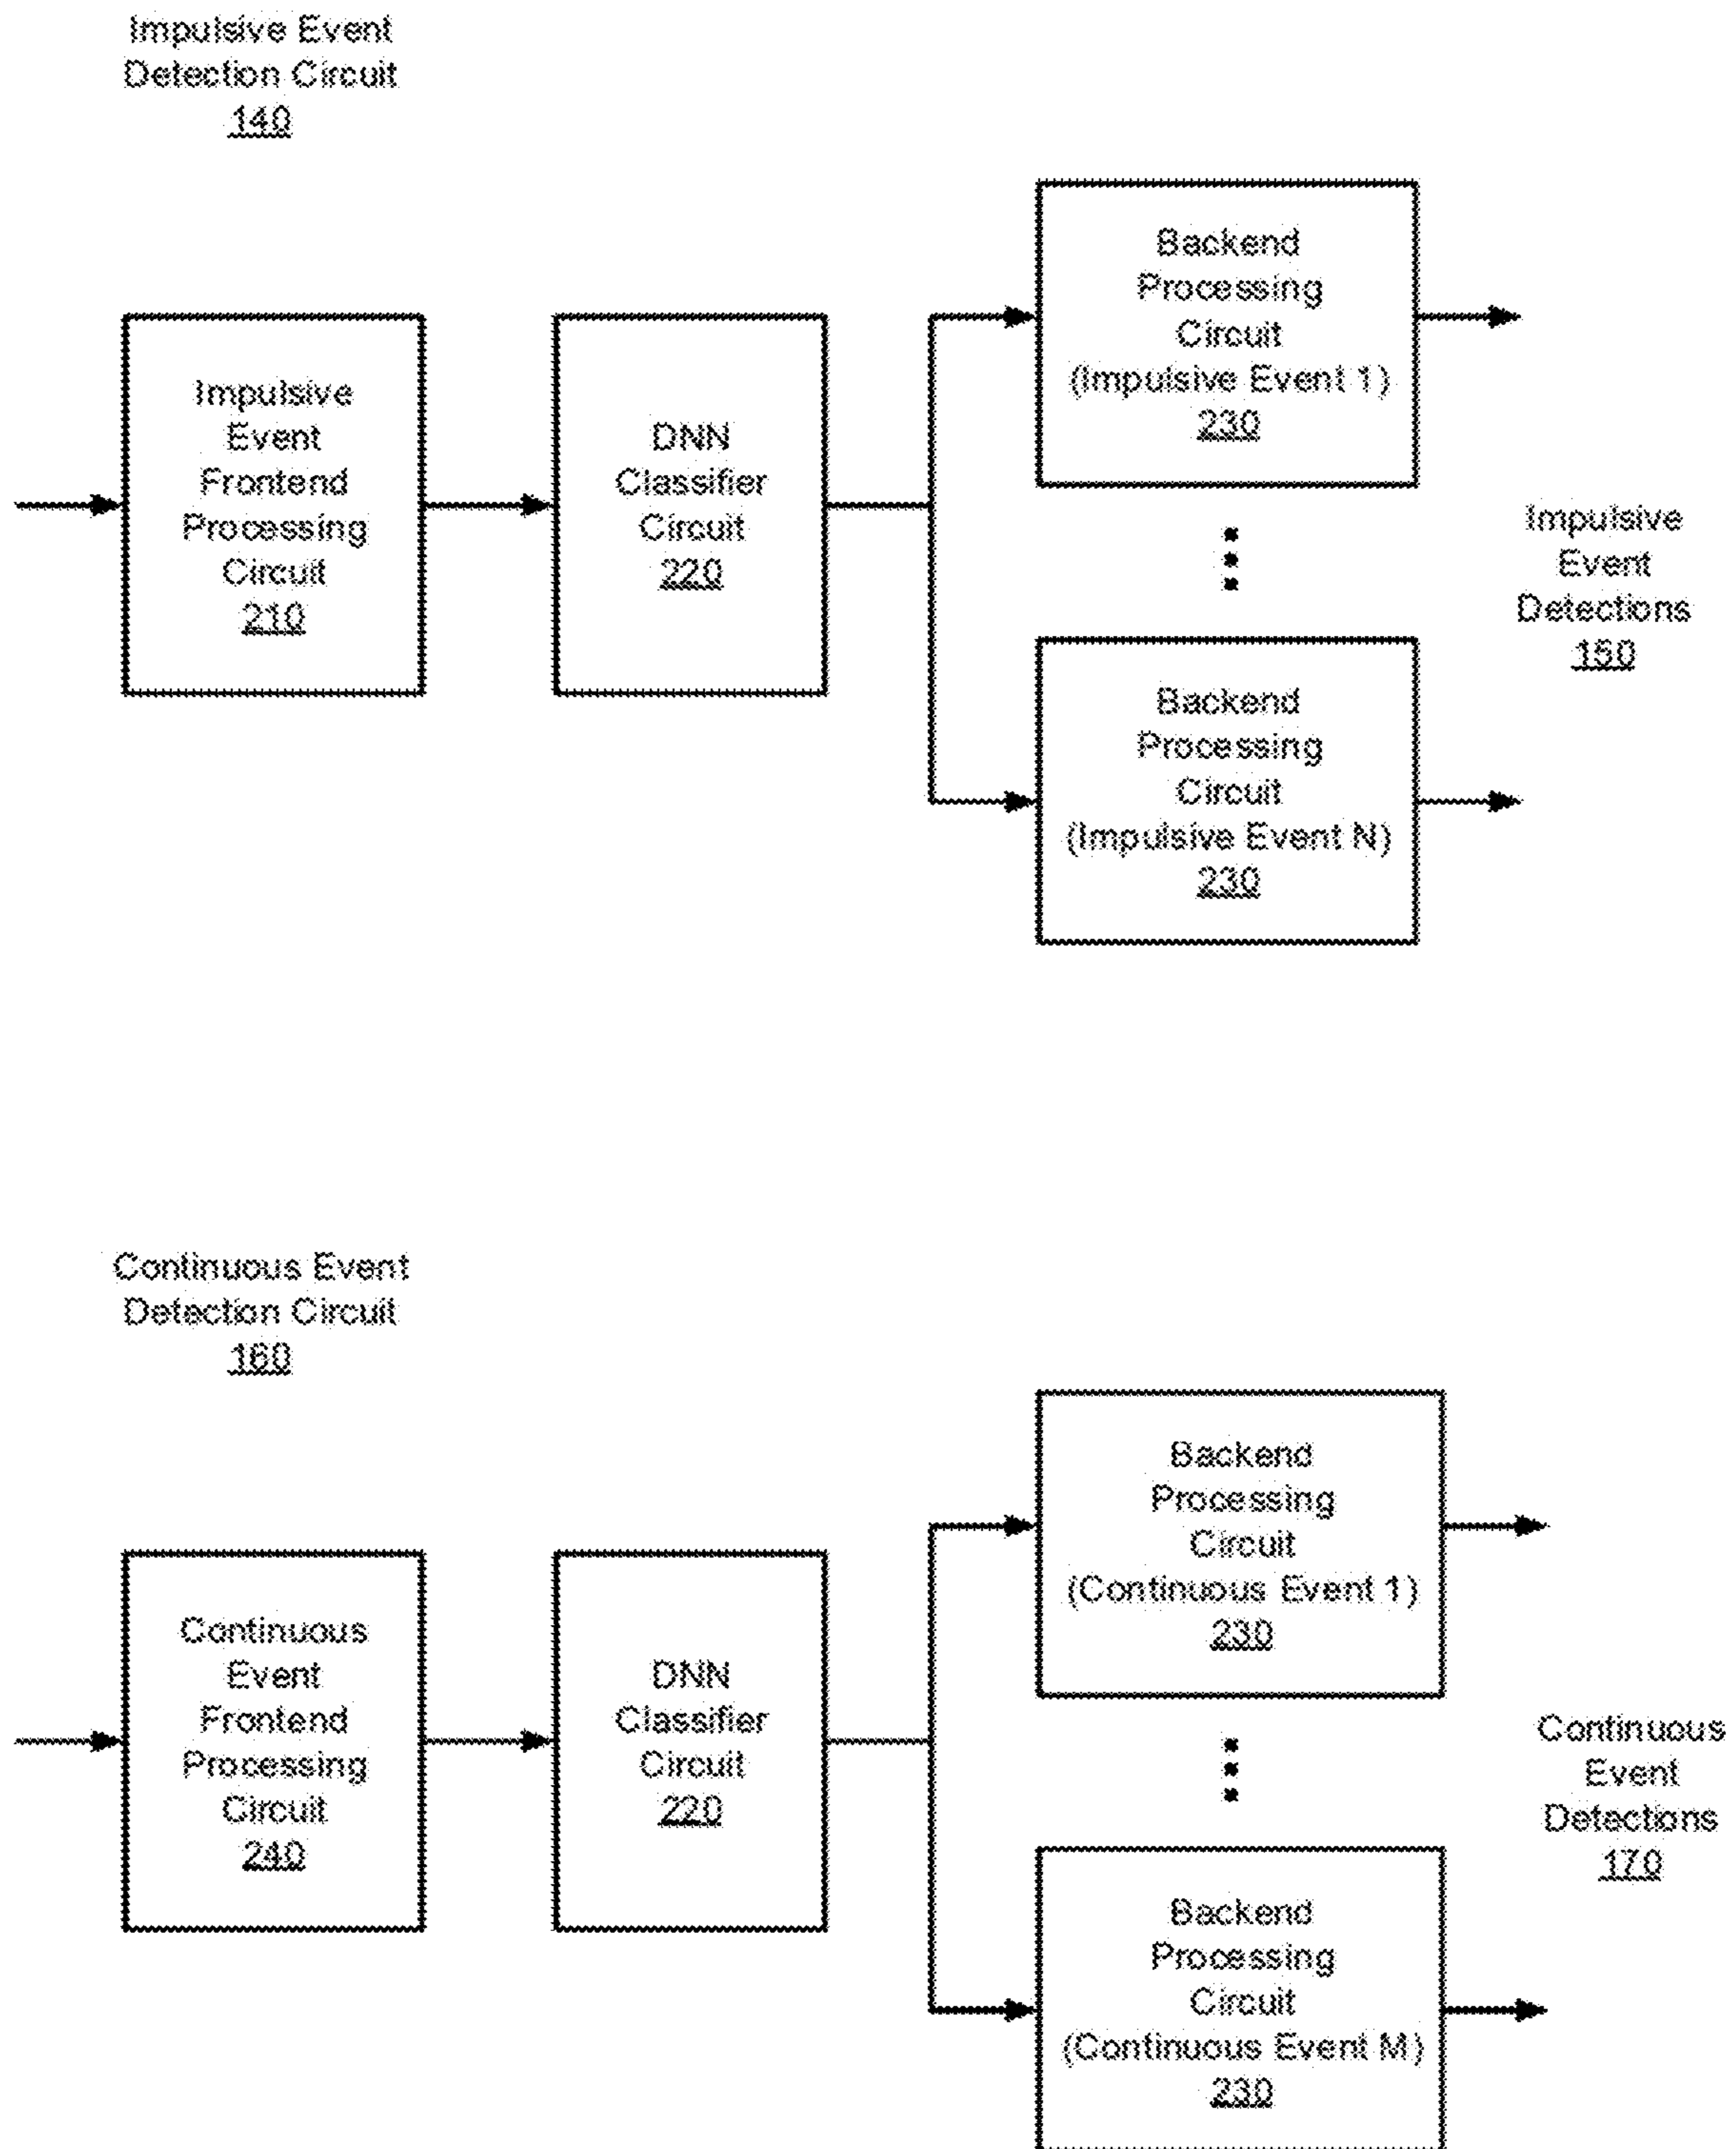 Impulsive Event
Detection Circuit
140
Impulsive
Event
Frontend
Processing
Circuit
210
DNN
Classifier
Circuit
220
Backend
Processing
Circuit
(Impulsive Event 1)
230
Backend
Processing
Circuit
(Impulsive Event N)
230
Impulsive
Event
Detections
150
Continuous Event
Detection Circuit
160
Continuous
Event
Frontend
Processing
Circuit
240
DNN
Classifier
Circuit
220
Backend
Processing
Circuit
(Continuous Event 1)
230
Backend
Processing
Circuit
(Continuous Event M)
230
Continuous
Event
Detections
170